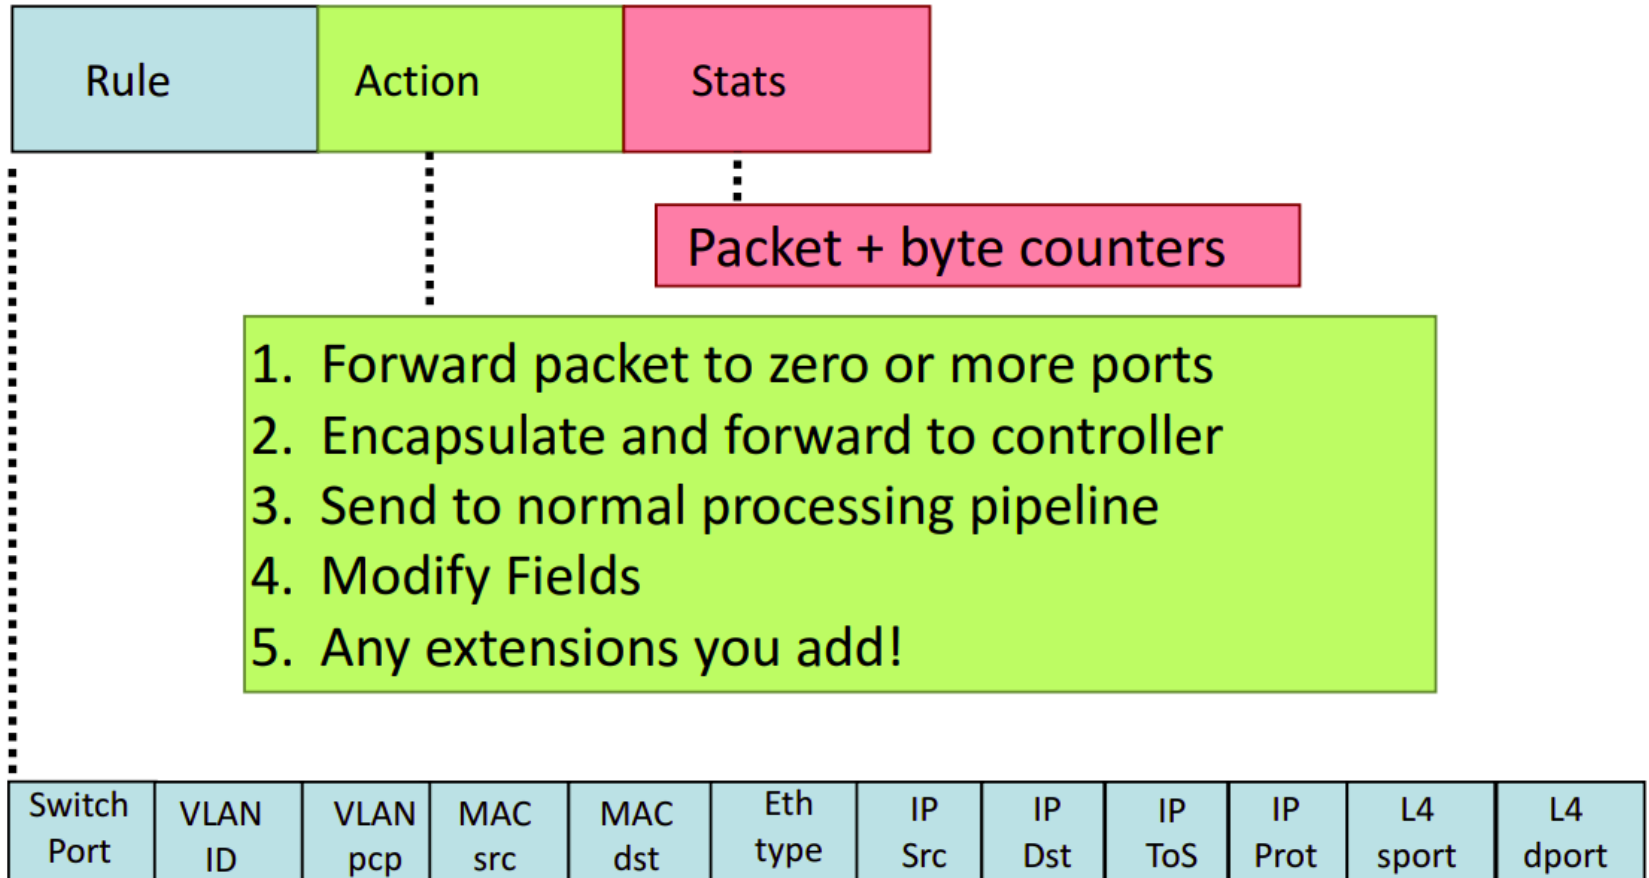 Rule Action Stats
Packet + byte counters
1. Forward packet to zero or more ports
2. Encapsulate and forward to controller
3. Send to normal processing pipeline
4. Modify Fields
5. Any extensions you add!
Switch Port
VLAN ID
VLAN pcp
MAC src
MAC dst
Eth type
IP Src
IP Dst
IP ToS
IP Prot
L4 sport
L4 dport